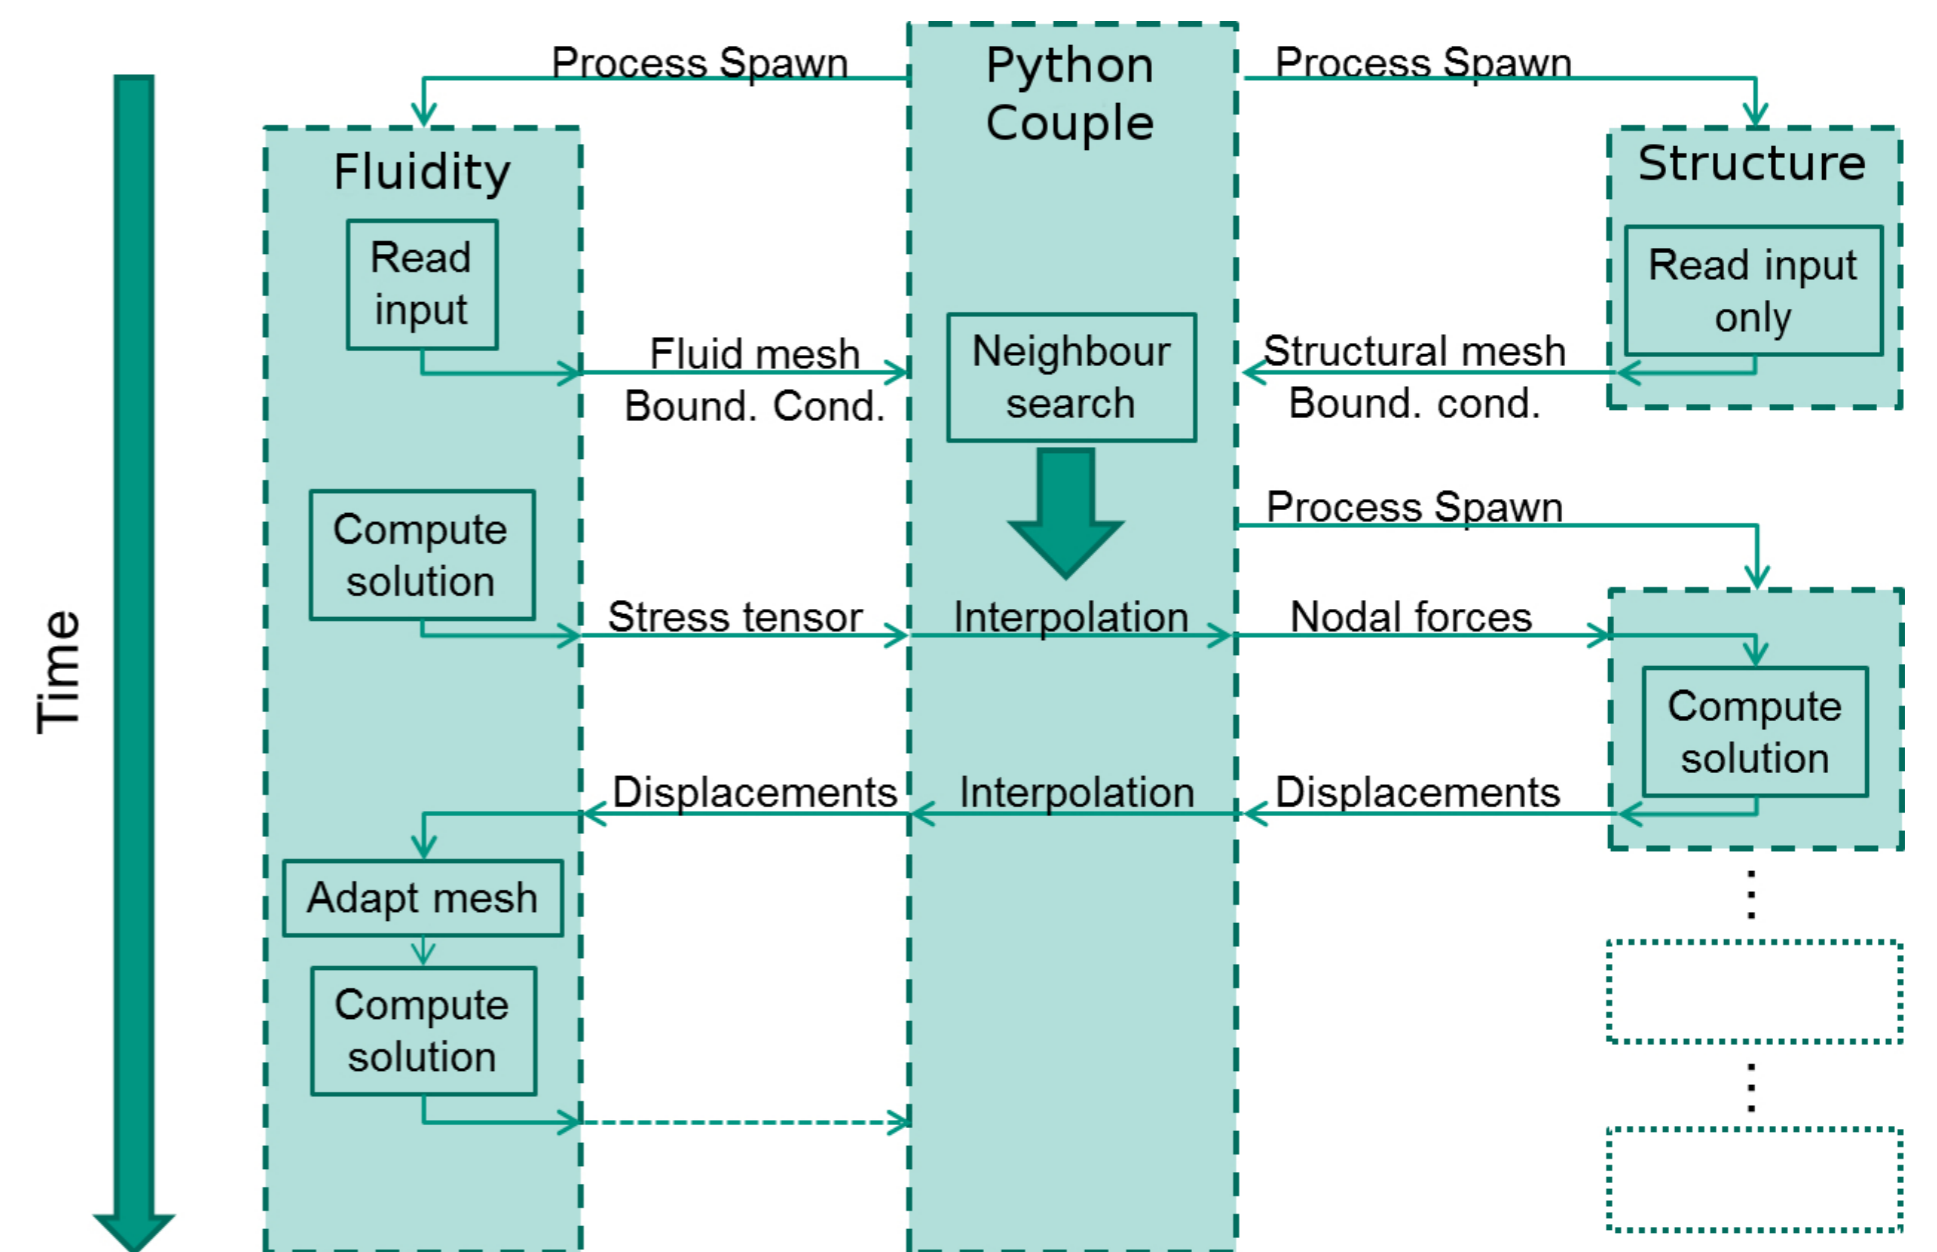 Process Spawn
Python
Couple
Process Spawn
Fluidity
Structure
Read
input
Read input
only
Fluid mesh
Bound. Cond.
Neighbour
search
Structural mesh
Bound. cond.
Process Spawn
Compute
solution
Stress tensor
Interpolation
Nodal forces
Time
Compute
solution
Displacements
Interpolation
Displacements
Adapt mesh
Compute
solution